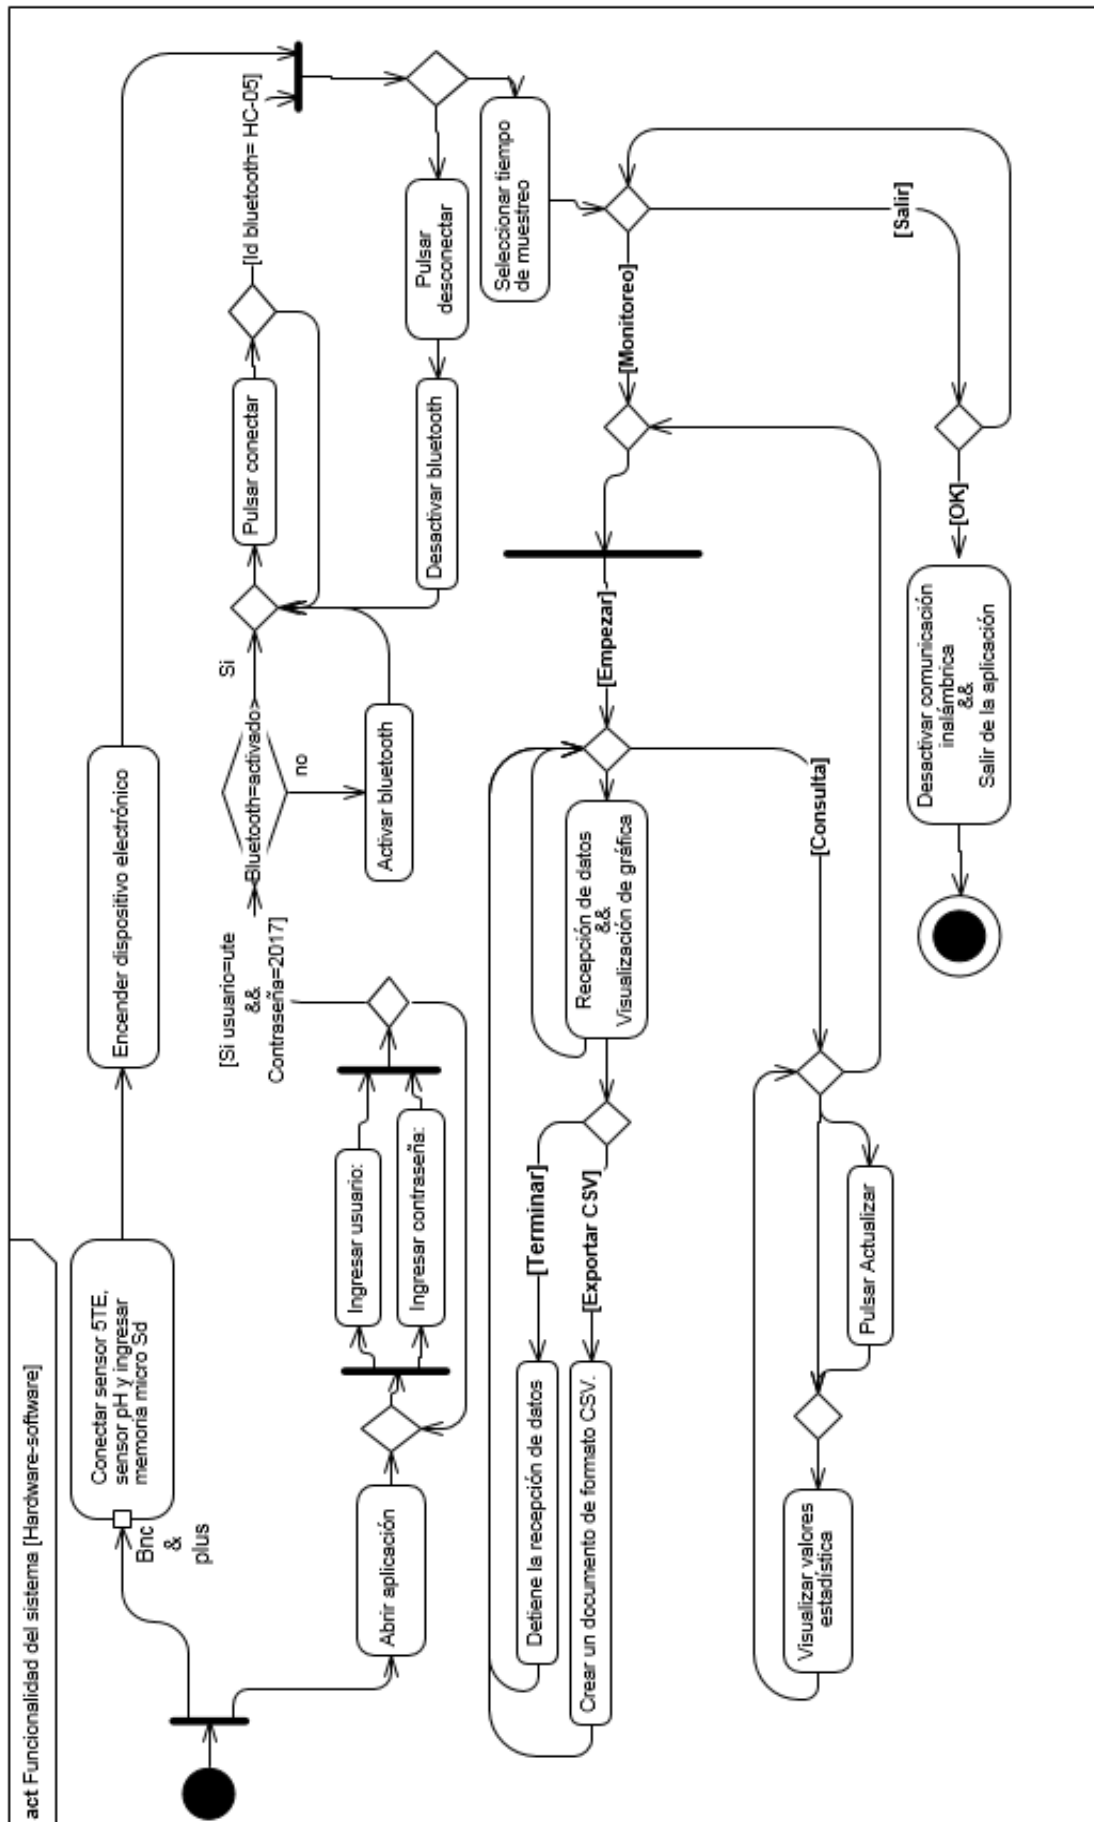 act Funcionalidad del sistema [Hardware-software]
Bnc
&
plus
Conectar sensor 5TE,
sensor pH y ingresar
memoria micro Sd
Encender dispositivo electrónico
Abrir aplicación
Ingresar usuario:
Ingresar contraseña:
[Si usuario=ute
&&
Contraseña=2017]
Bluetooth=activado>
Si
no
Activar bluetooth
Pulsar conectar
[Id bluetooth= HC-05]
Desactivar bluetooth
Pulsar
desconectar
Seleccionar tiempo
de muestreo
[Monitoreo]
[Salir]
[Empezar]
Recepción de datos
&&
Visualización de gráfica
[Terminar]
[Exportar CSV]
Detiene la recepción de datos
Crear un documento de formato CSV.
[Consulta]
Pulsar Actualizar
Visualizar valores
estadística
[OK]
Desactivar comunicación
inalámbrica
&&
Salir de la aplicación